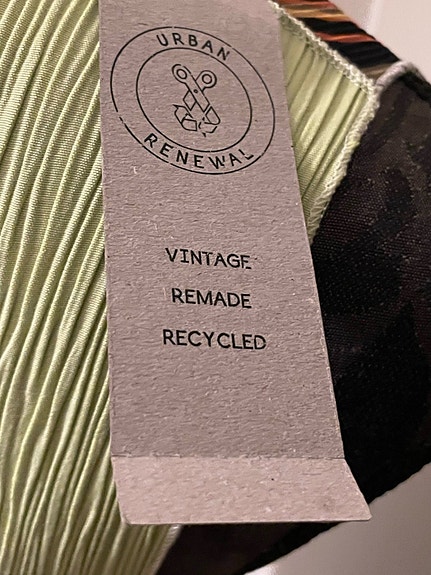 URBAN
RENEWAL
VINTAGE
REMADE
RECYCLED